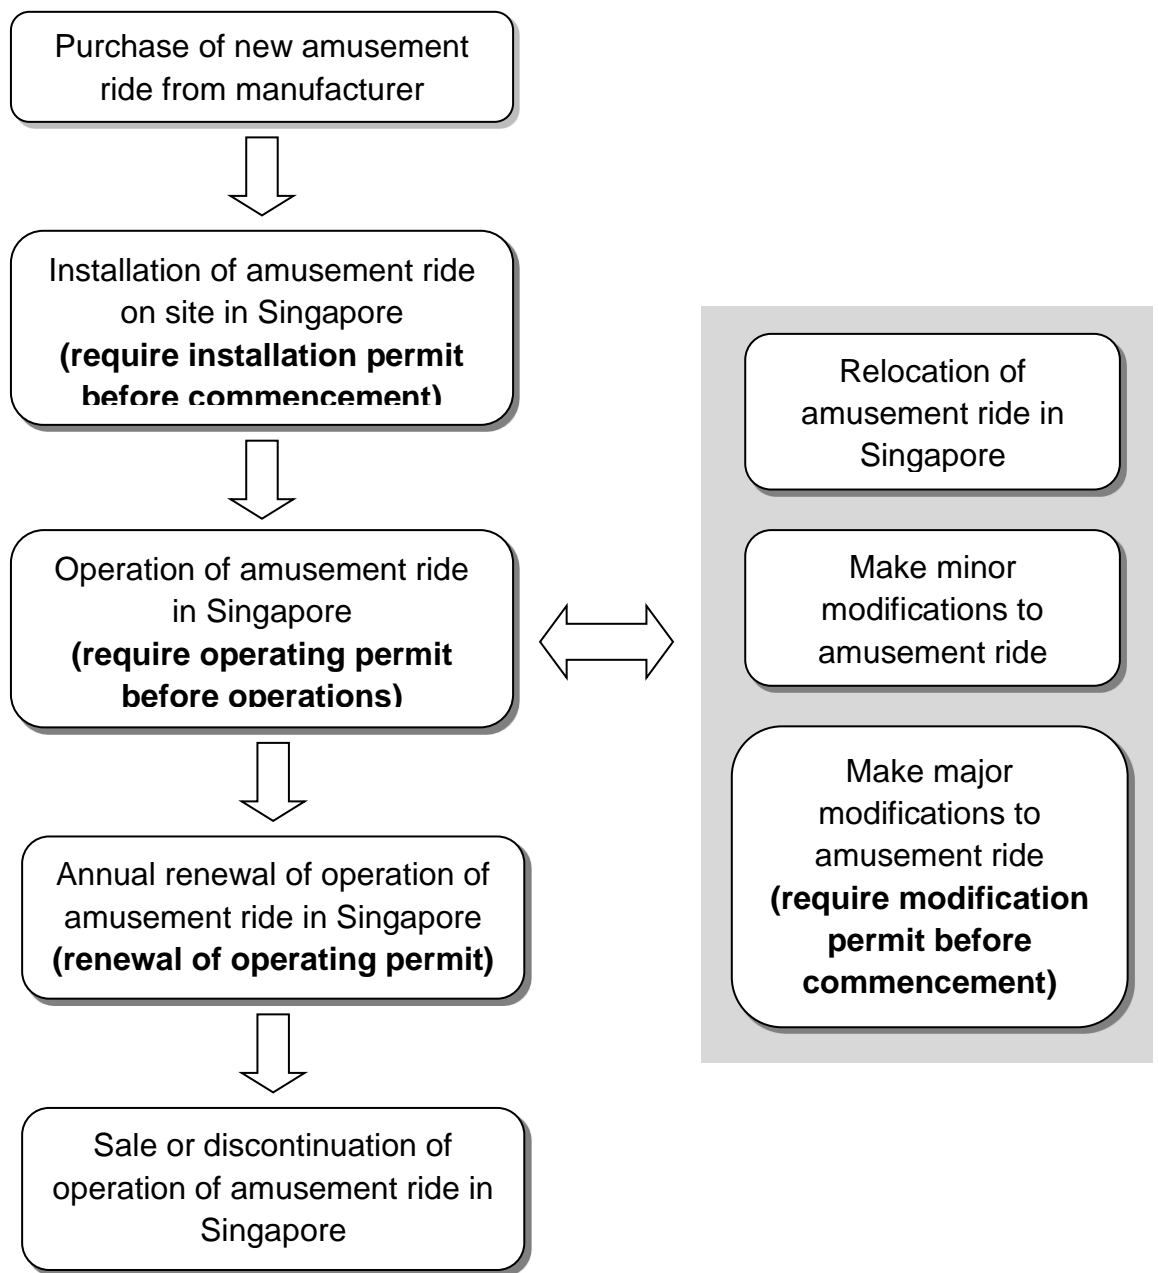 Purchase of new amusement
ride from manufacturer
Installation of amusement ride
on site in Singapore
(require installation permit
before commencement)
Operation of amusement ride
in Singapore
(require operating permit
before operations)
Annual renewal of operation of
amusement ride in Singapore
(renewal of operating permit)
Sale or discontinuation of
operation of amusement ride in
Singapore
Relocation of
amusement ride in
Singapore
Make minor
modifications to
amusement ride
Make major
modifications to
amusement ride
(require modification
permit before
commencement)